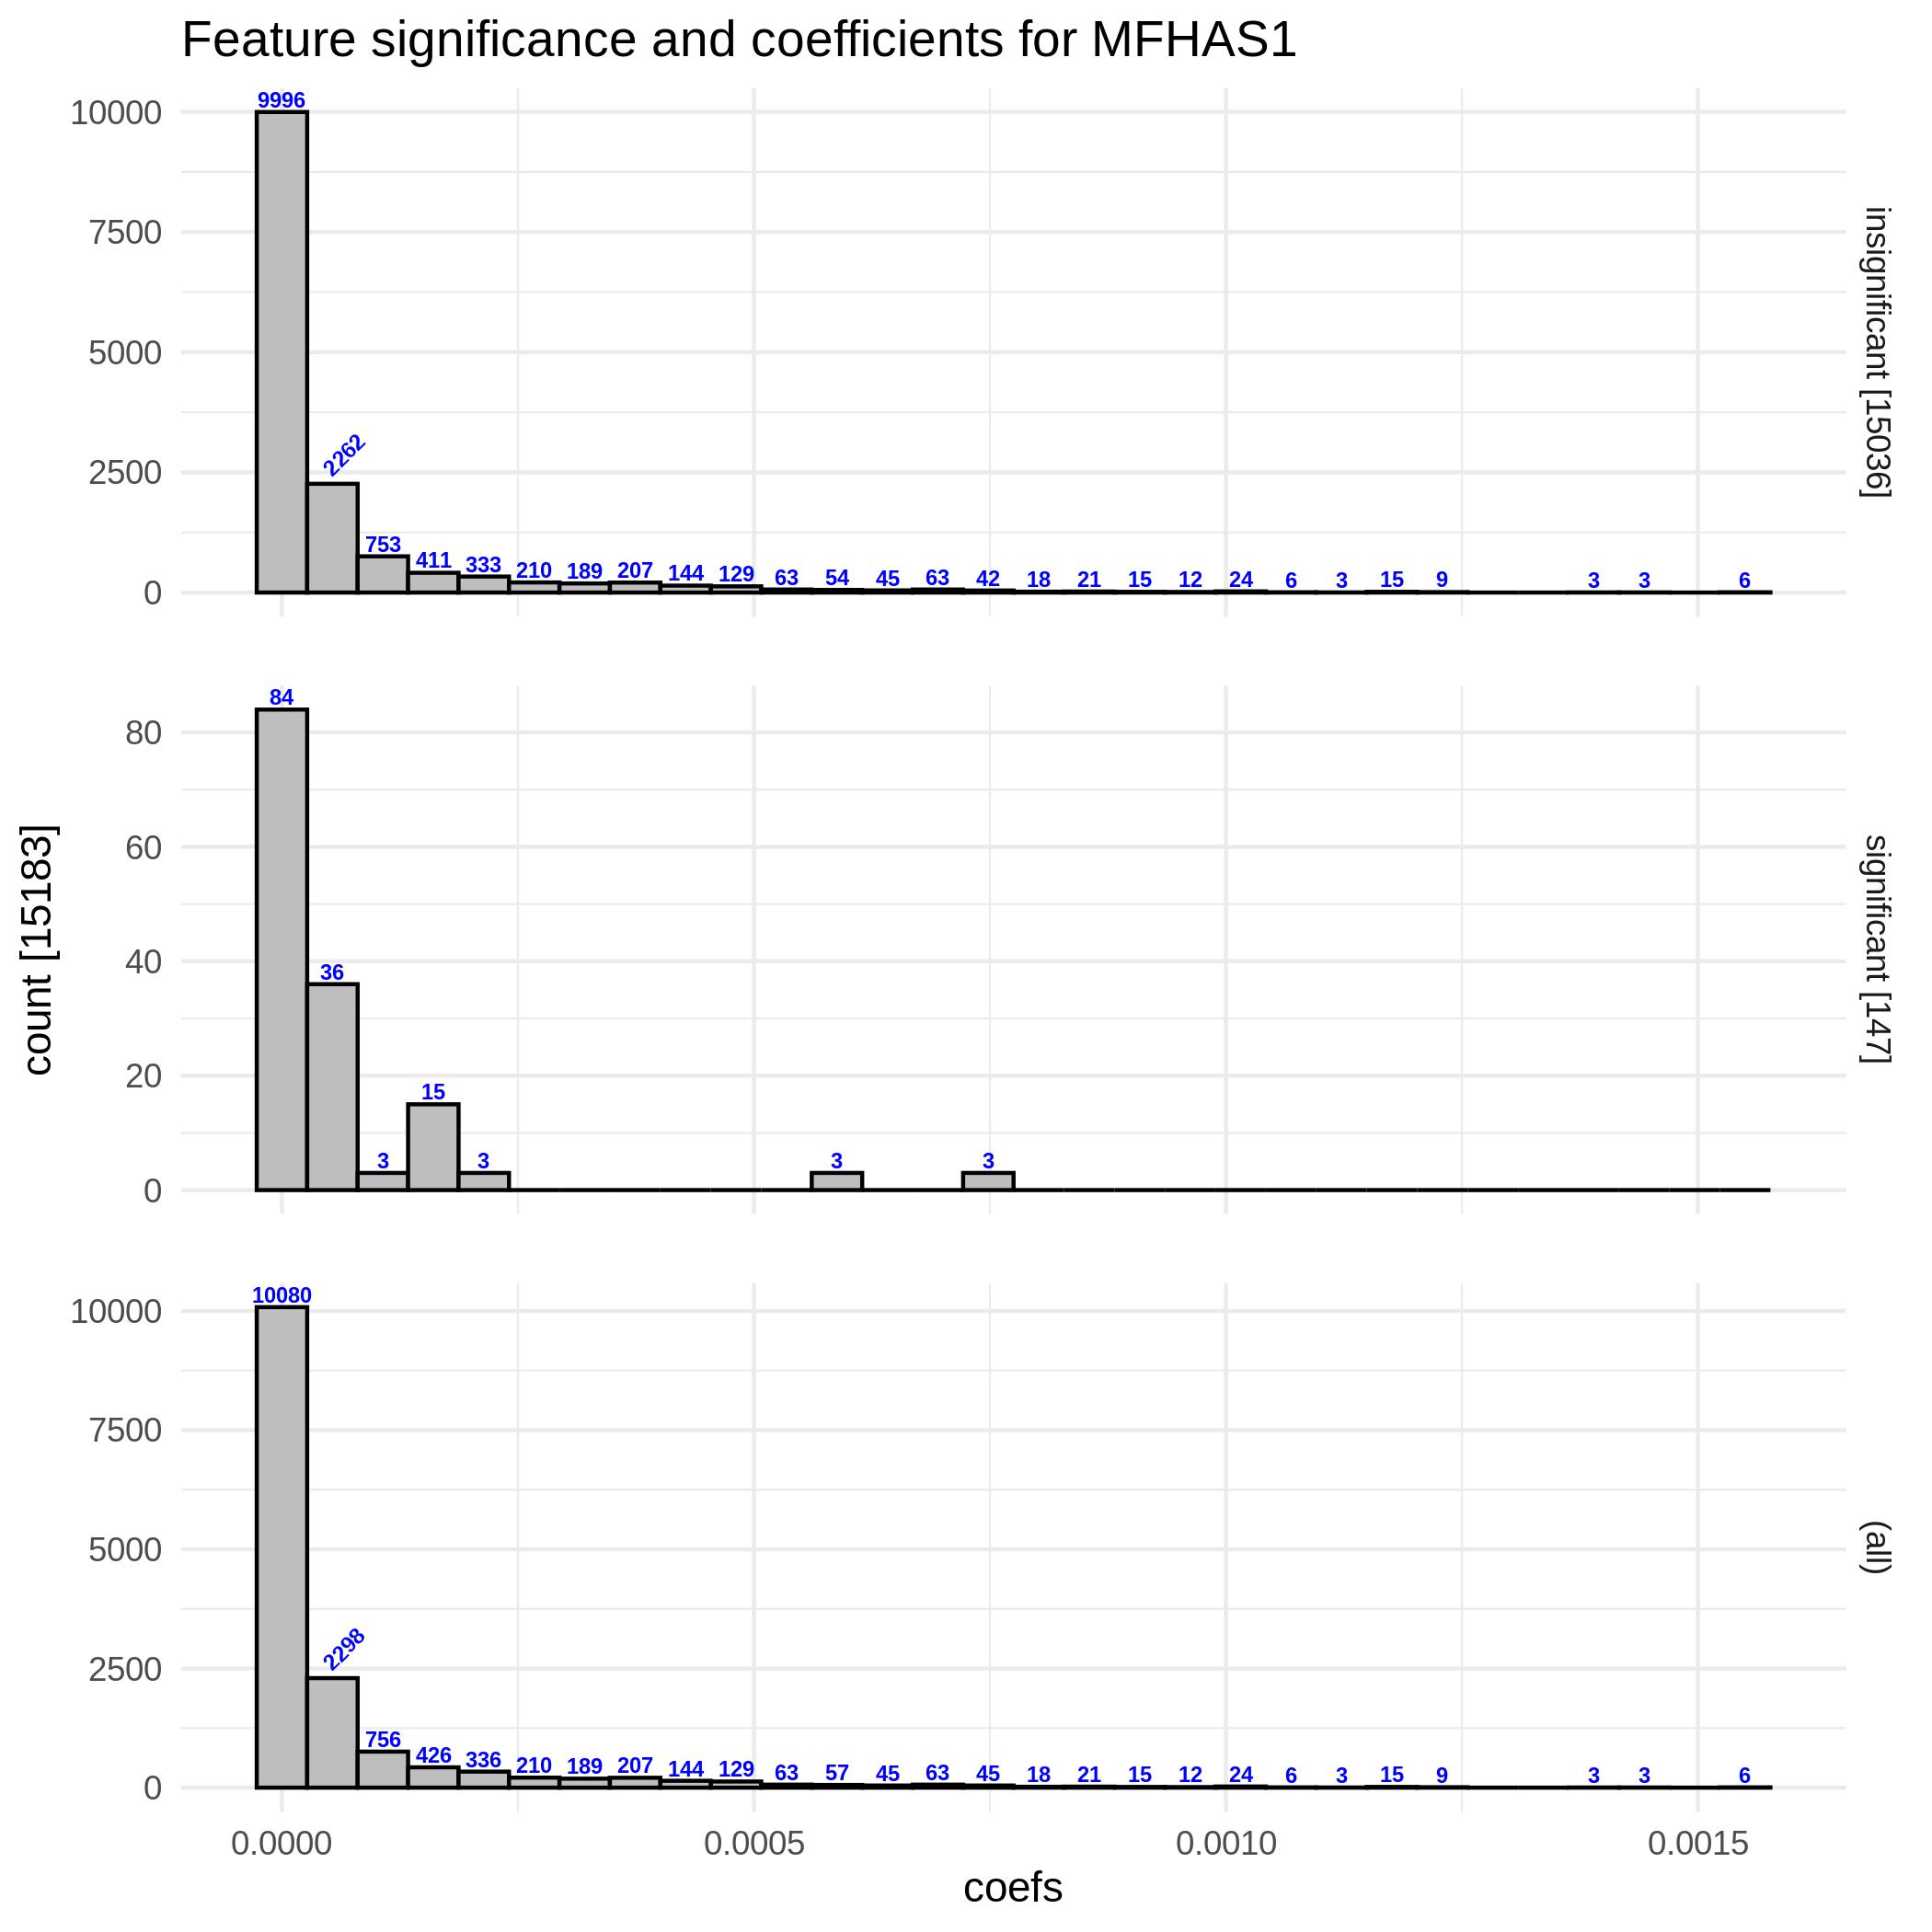 Feature significance and coefficients for MFHAS1
count [15183]
10000
7500
5000
2500
0
9996
2262
753 411 333 210 189 207 144 129 63 54 45 63 42 18 21 15 12 24 6 3 15 9 3 3 6
insignificant [15036]
80
60
40
20
0
84
36
3 15 3 3 3
significant [147]
10000
7500
5000
2500
0
10080
2298
756 426 336 210 189 207 144 129 63 57 45 63 45 18 21 15 12 24 6 3 15 9 3 3 6
(all)
0.0000 0.0005 0.0010 0.0015
coefs